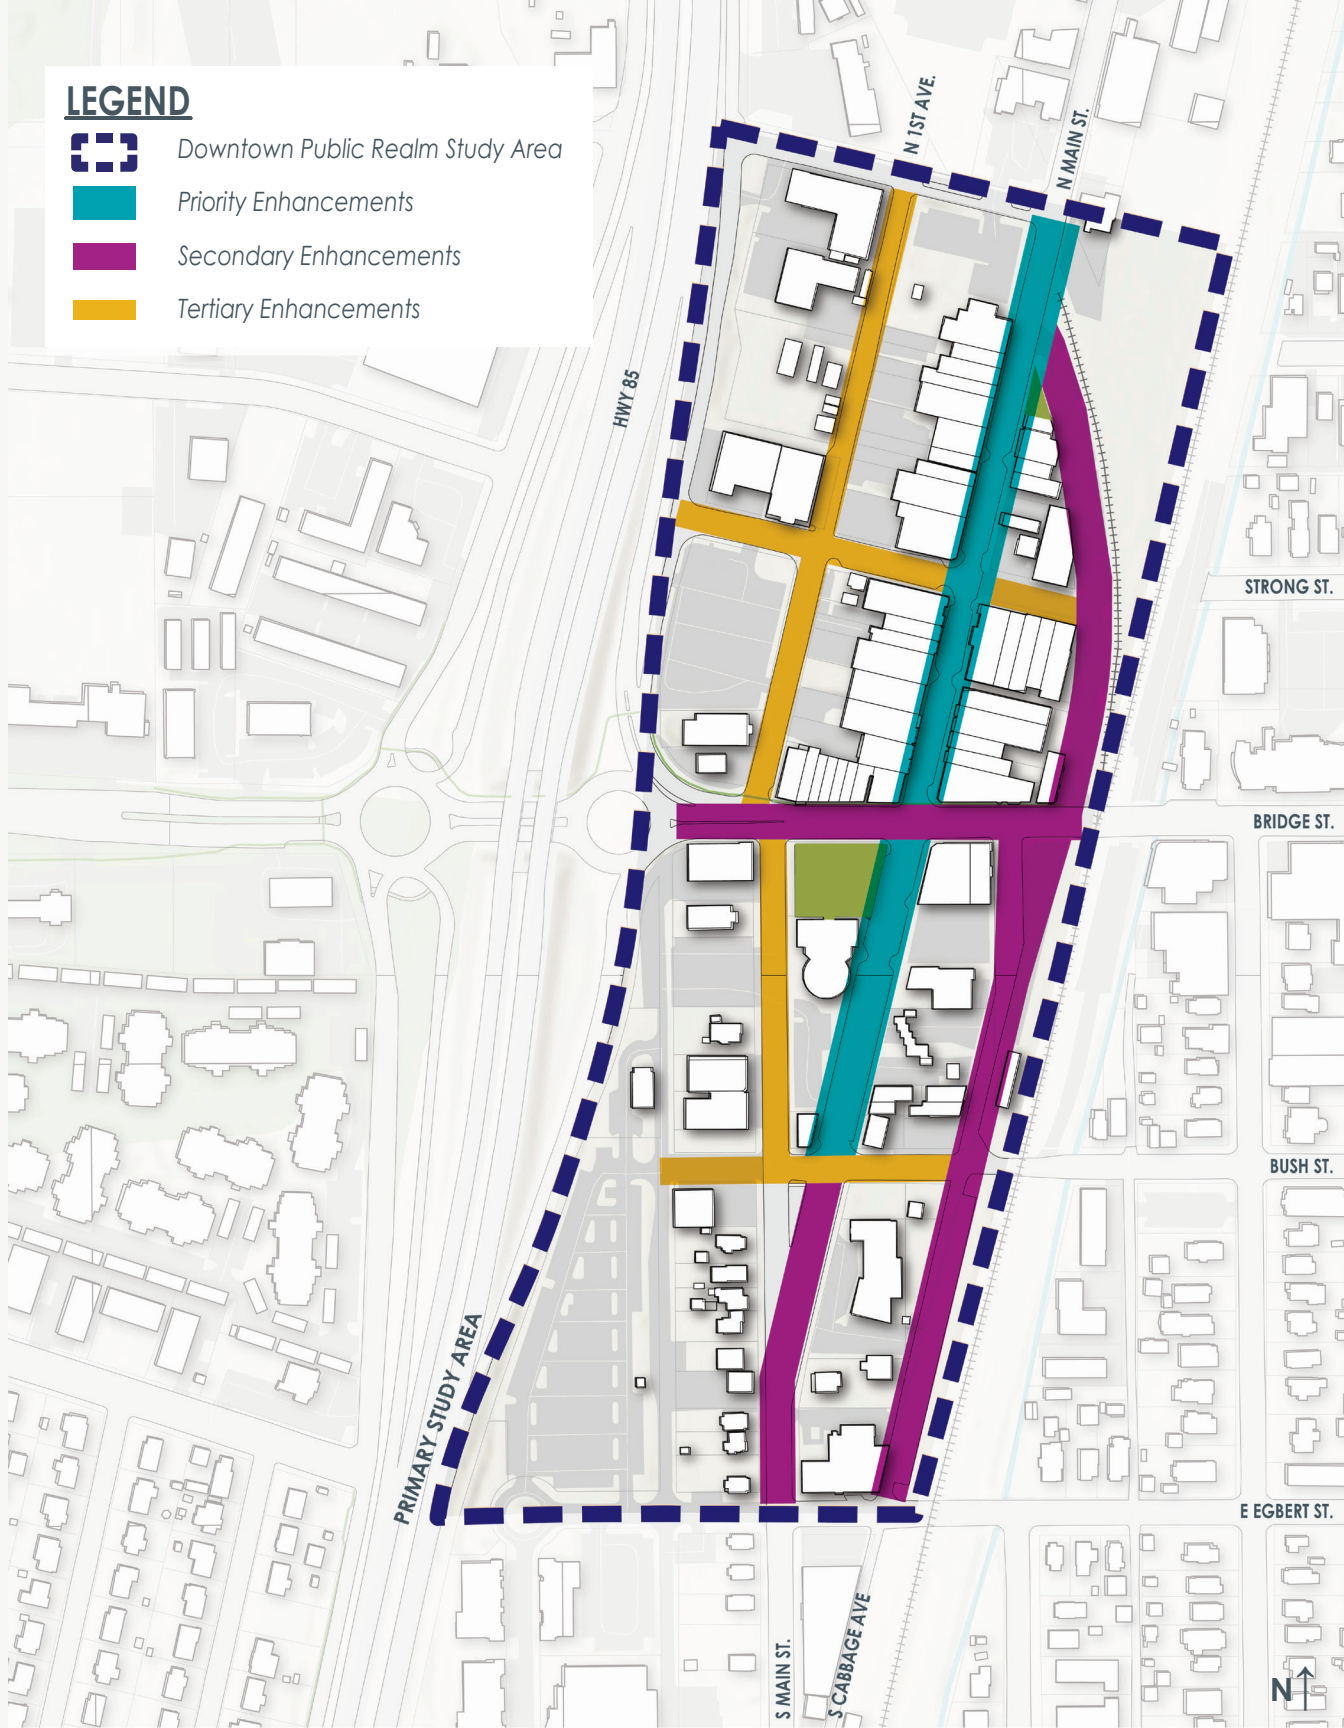 LEGEND
Downtown Public Realm Study Area
Priority Enhancements
Secondary Enhancements
Tertiary Enhancements
N 1ST AVE.
N MAIN ST.
HWY 85
STRONG ST.
BRIDGE ST.
BUSH ST.
PRIMARY STUDY AREA
E EGBERT ST.
S MAIN ST.
S CABBAGE AVE
N